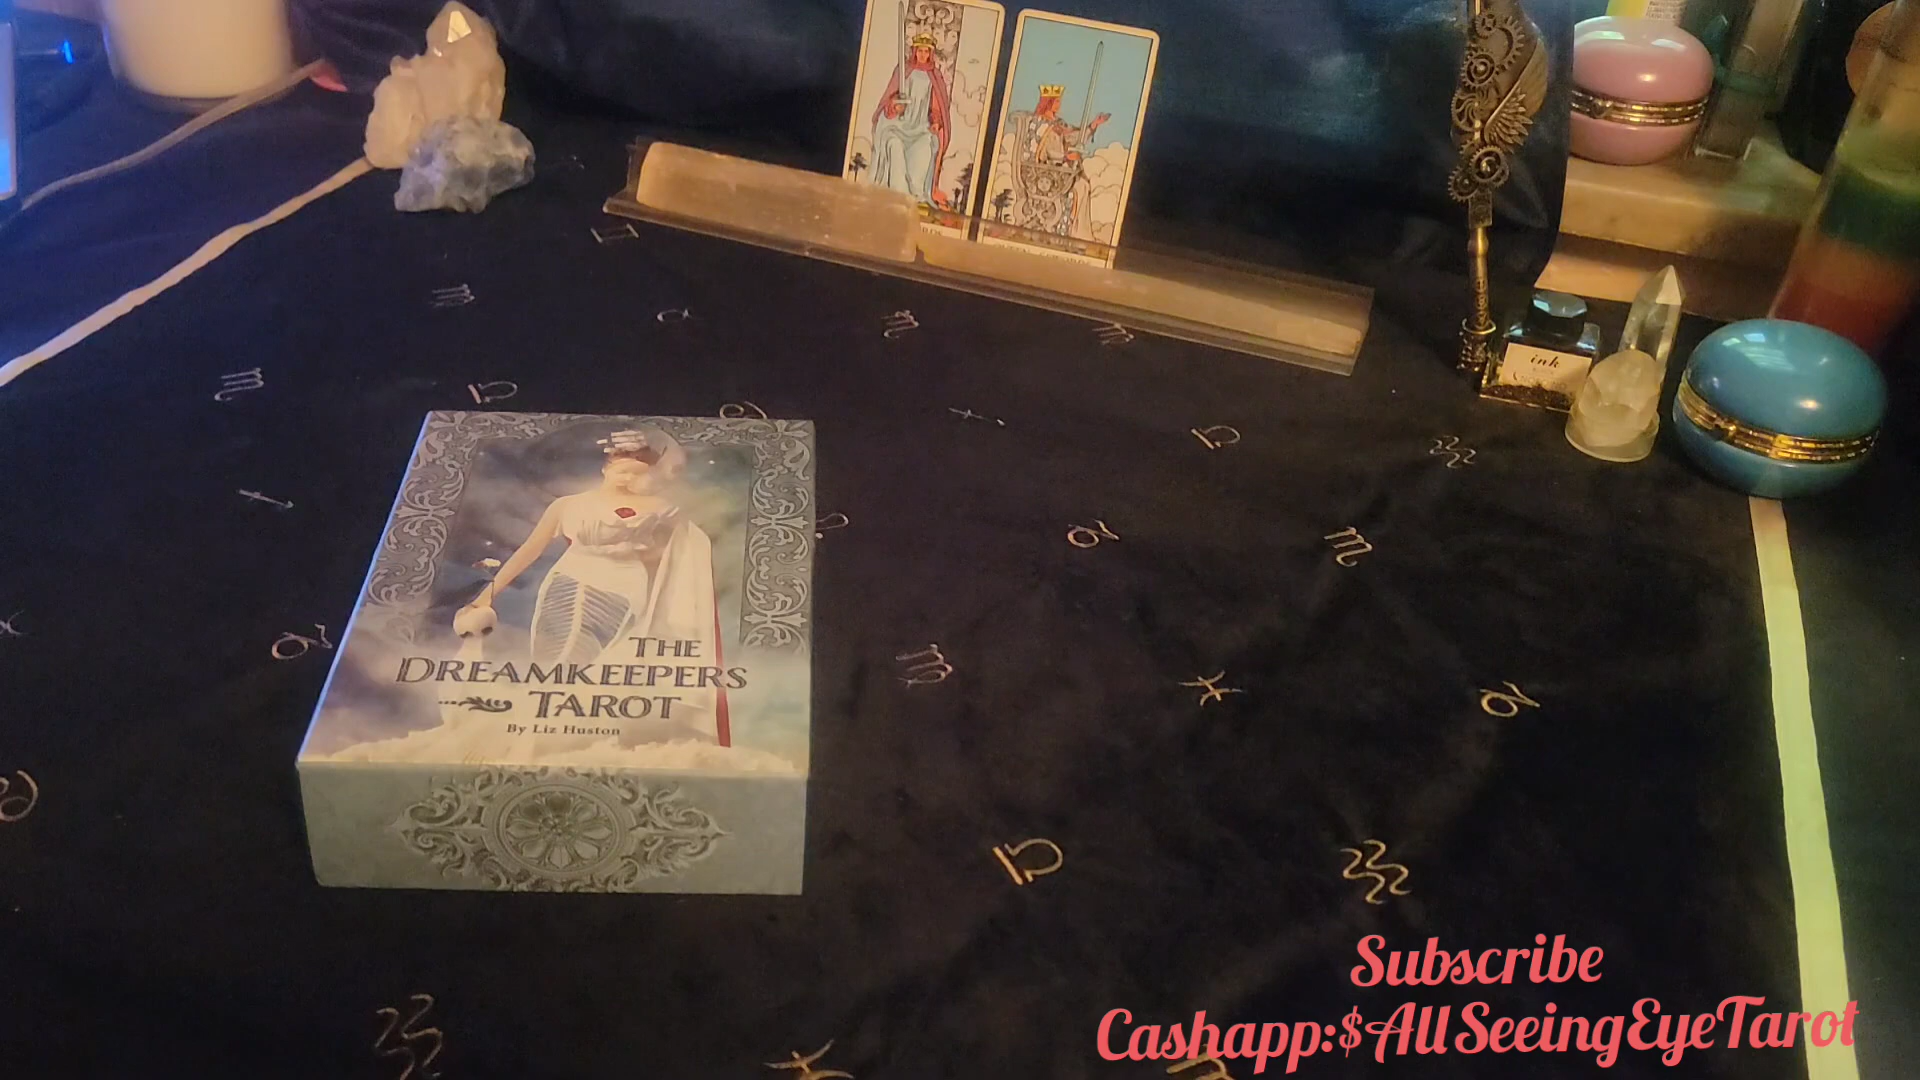 ink
THE
DREAMKEEPERS
TAROT
By Liz Huston
Subscribe
Cashapp:$AllSeeingEyeTarot